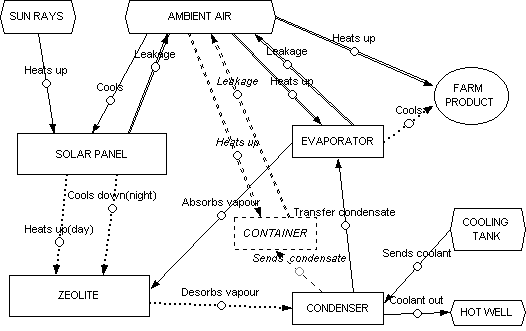 SUN RAYS
AMBIENT AIR
Leakage
Leakage
Heats up
Heats up
Cools
Leakage
Heats up
FARM
PRODUCT
Cools
SOLAR PANEL
EVAPORATOR
Heats up
Cools down(night)
Absorbs vapour
Transfer condensate
COOLING
TANK
Heats up(day)
CONTAINER
Sends condensate
Sends coolant
ZEOLITE
Desorbs vapour
CONDENSER
Coolant out
HOT WELL